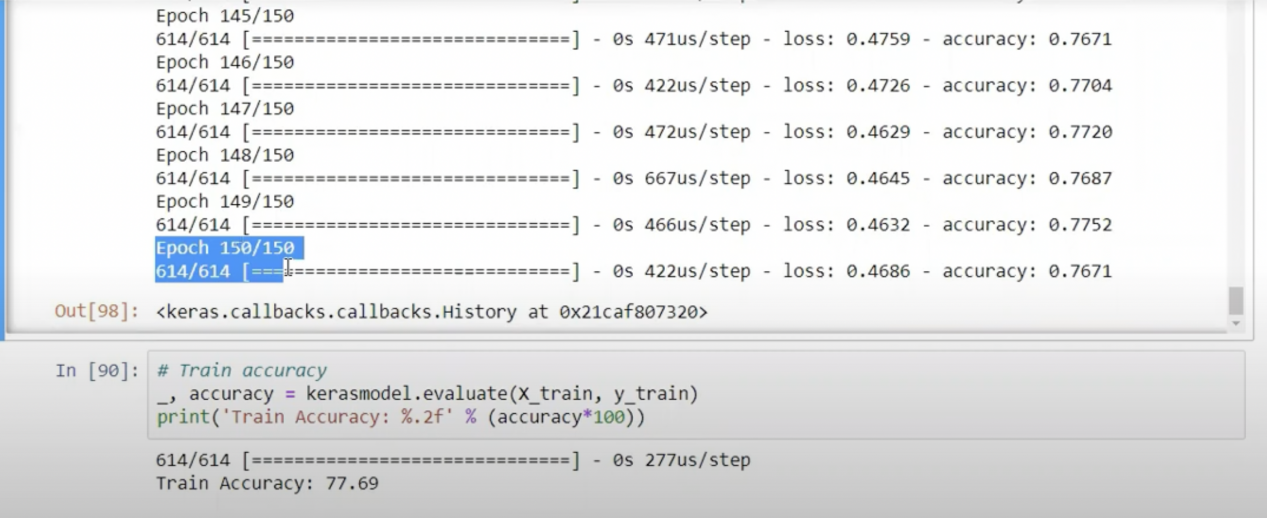 Epoch 145/150
614/614 [==============================] - 0s 471us/step - loss: 0.4759 - accuracy: 0.7671
Epoch 146/150
614/614 [==============================] - 0s 422us/step - loss: 0.4726 - accuracy: 0.7704
Epoch 147/150
614/614 [==============================] - 0s 472us/step - loss: 0.4629 - accuracy: 0.7720
Epoch 148/150
614/614 [==============================] - 0s 667us/step - loss: 0.4645 - accuracy: 0.7687
Epoch 149/150
614/614 [==============================] - 0s 466us/step - loss: 0.4632 - accuracy: 0.7752
Epoch 150/150
614/614 [==============================] - 0s 422us/step - loss: 0.4686 - accuracy: 0.7671
Out[98]: <keras.callbacks.callbacks.History at 0x21caf807320>
In [90]: # Train accuracy
_, accuracy = kerasmodel.evaluate(X_train, y_train)
print('Train Accuracy: %.2f' % (accuracy*100))
614/614 [==============================] - 0s 277us/step
Train Accuracy: 77.69